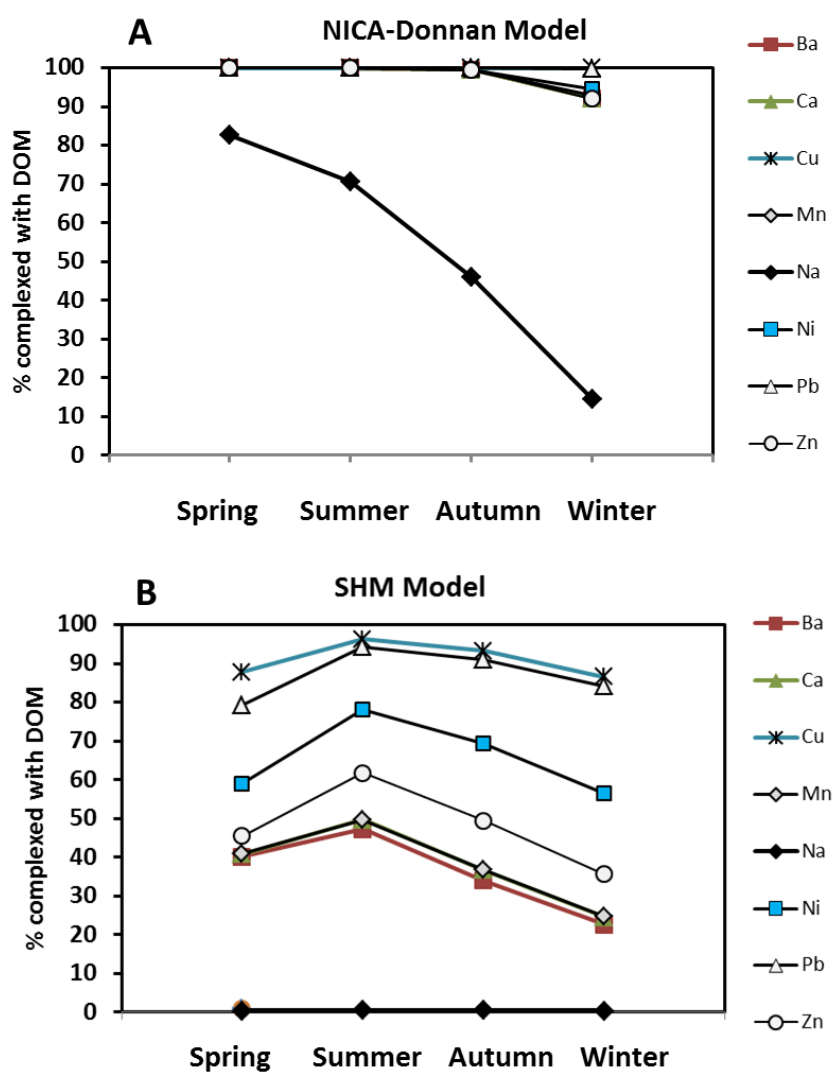 A
NICA-Donnan Model
% complexed with DOM
100
90
80
70
60
50
40
30
20
10
0
Spring Summer Autumn Winter
Ba
Ca
Cu
Mn
Na
Ni
Pb
Zn
B
SHM Model
% complexed with DOM
100
90
80
70
60
50
40
30
20
10
0
Spring Summer Autumn Winter
Ba
Ca
Cu
Mn
Na
Ni
Pb
Zn